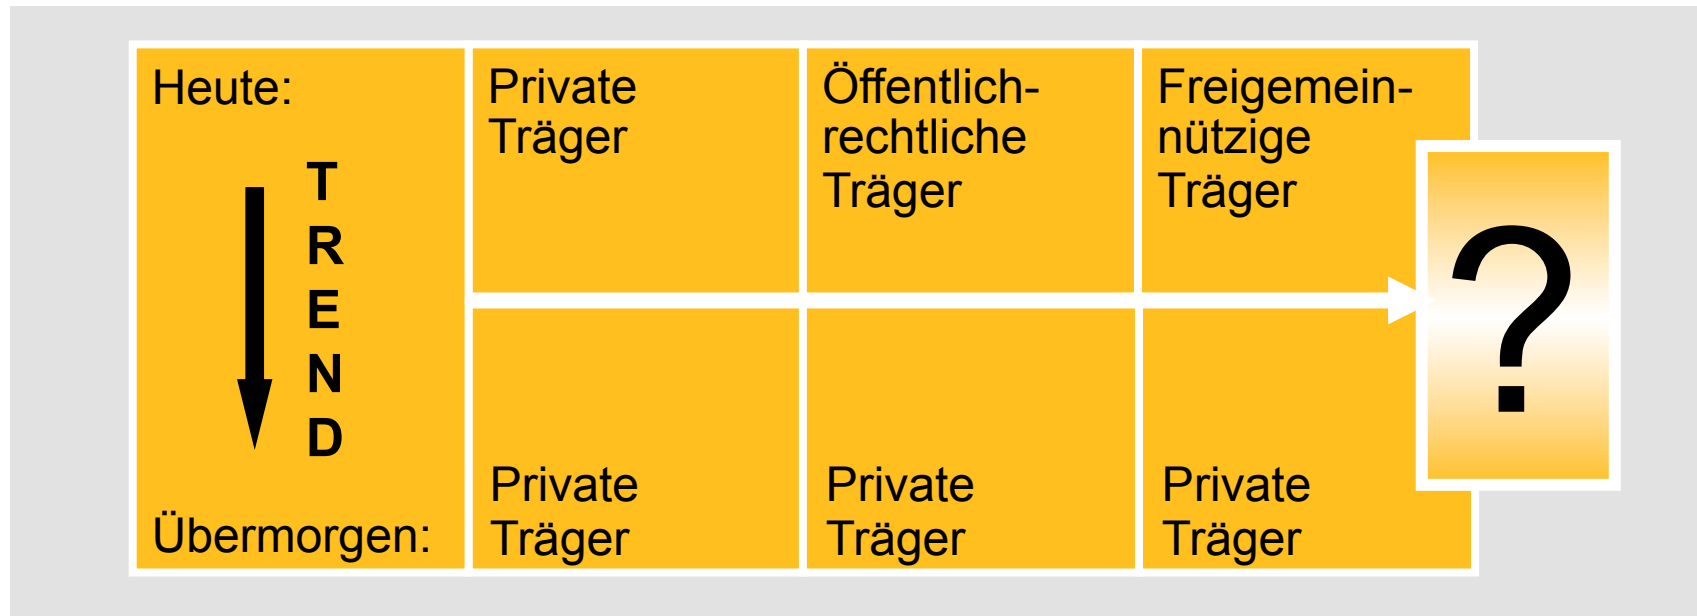 Heute:
T
R
E
N
D
Übermorgen:
Private
Träger
Öffentlich-
rechtliche
Träger
Freigemein-
nützige
Träger
?
Private
Träger
Private
Träger
Private
Träger